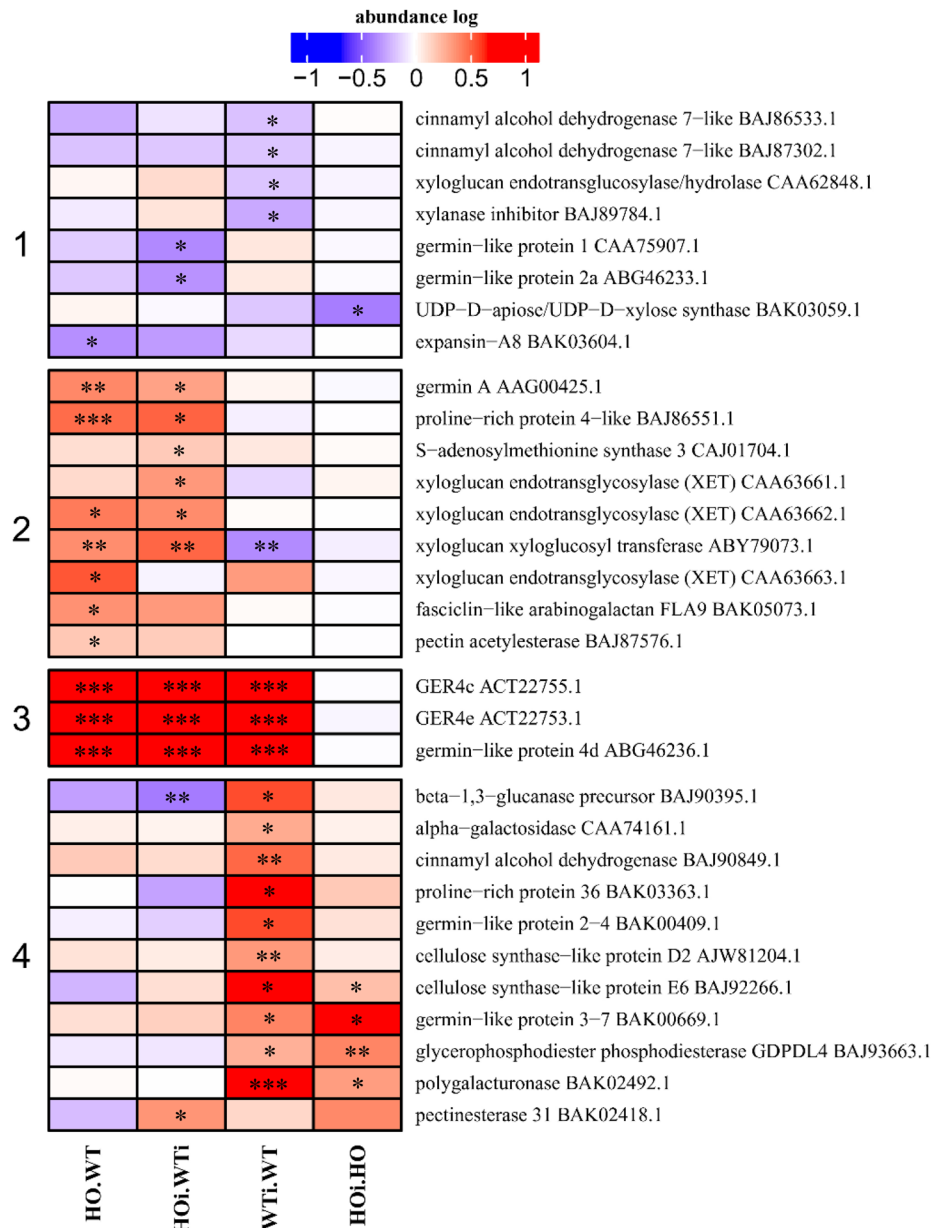 abundance log
−1 −0.5 0 0.5 1
1
* cinnamyl alcohol dehydrogenase 7−like BAJ86533.1
* cinnamyl alcohol dehydrogenase 7−like BAJ87302.1
* xyloglucan endotransglucosylase/hydrolase CAA62848.1
* xylanase inhibitor BAJ89784.1
* germin−like protein 1 CAA75907.1
* germin−like protein 2a ABG46233.1
* UDP−D−apiose/UDP−D−xylose synthase BAK03059.1
* expansin−A8 BAK03604.1
2
** * germin A AAG00425.1
*** * proline−rich protein 4−like BAJ86551.1
* S−adenosylmethionine synthase 3 CAJ01704.1
* xyloglucan endotransglycosylase (XET) CAA63661.1
* * xyloglucan endotransglycosylase (XET) CAA63662.1
** ** ** xyloglucan xyloglucosyl transferase ABY79073.1
* xyloglucan endotransglycosylase (XET) CAA63663.1
* fasciclin−like arabinogalactan FLA9 BAK05073.1
* pectin acetylesterase BAJ87576.1
3
*** *** *** GER4c ACT22755.1
*** *** *** GER4e ACT22753.1
*** *** *** germin−like protein 4d ABG46236.1
4
** * beta−1,3−glucanase precursor BAJ90395.1
* alpha−galactosidase CAA74161.1
** cinnamyl alcohol dehydrogenase BAJ90849.1
* proline−rich protein 36 BAK03363.1
* germin−like protein 2−4 BAK00409.1
** cellulose synthase−like protein D2 AJW81204.1
* * cellulose synthase−like protein E6 BAJ92266.1
* * germin−like protein 3−7 BAK00669.1
* ** glycerophosphodiester phosphodiesterase GDPDL4 BAJ93663.1
*** * polygalacturonase BAK02492.1
* pectinesterase 31 BAK02418.1
HO.WT
HOi.WTi
WTi.WT
HOi.HO